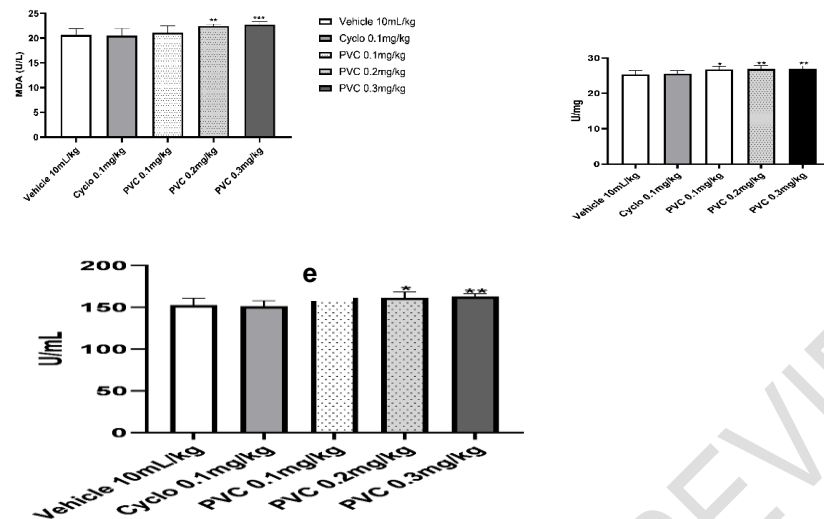 25
20
15
10
5
0
MDA (U/L)
** ***
Vehicle 10mL/kg
Cyclo 0.1mg/kg
PVC 0.1mg/kg
PVC 0.2mg/kg
PVC 0.3mg/kg
Vehicle 10mL/kg
Cyclo 0.1mg/kg
PVC 0.1mg/kg
PVC 0.2mg/kg
PVC 0.3mg/kg
30
20
10
0
U/mg
* ** **
Vehicle 10mL/kg
Cyclo 0.1mg/kg
PVC 0.1mg/kg
PVC 0.2mg/kg
PVC 0.3mg/kg
e
200
150
100
50
0
U/mL
* **
Vehicle 10mL/kg
Cyclo 0.1mg/kg
PVC 0.1mg/kg
PVC 0.2mg/kg
PVC 0.3mg/kg